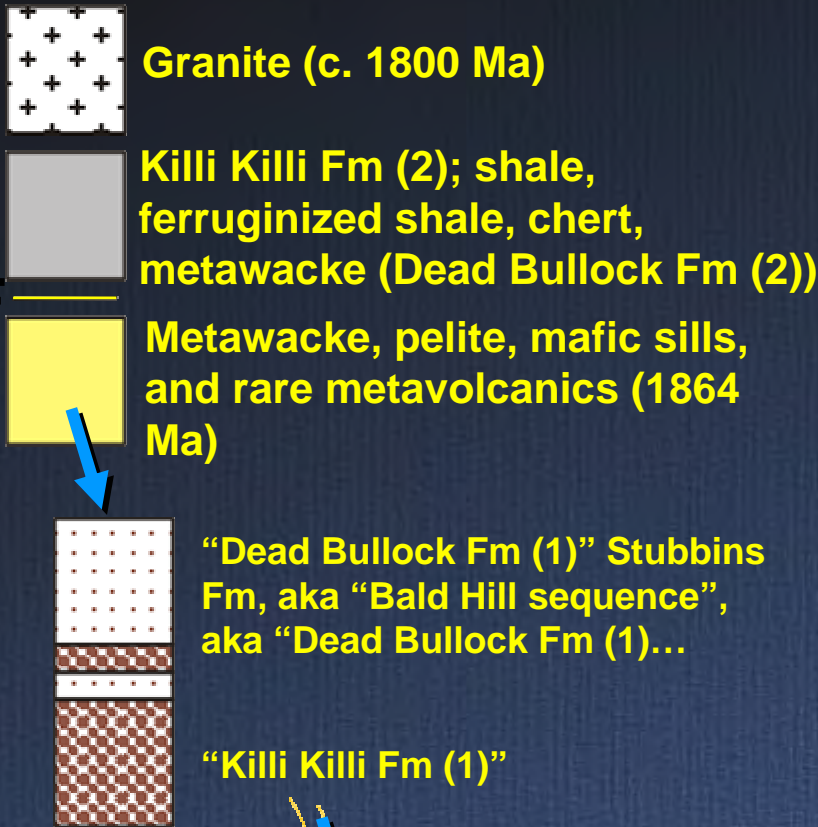 Granite (c. 1800 Ma)
Killi Killi Fm (2); shale,
ferruginized shale, chert,
metawacke (Dead Bullock Fm (2))
Metawacke, pelite, mafic sills,
and rare metavolcanics (1864
Ma)
“Dead Bullock Fm (1)” Stubbins
Fm, aka “Bald Hill sequence”,
aka “Dead Bullock Fm (1)…
“Killi Killi Fm (1)”